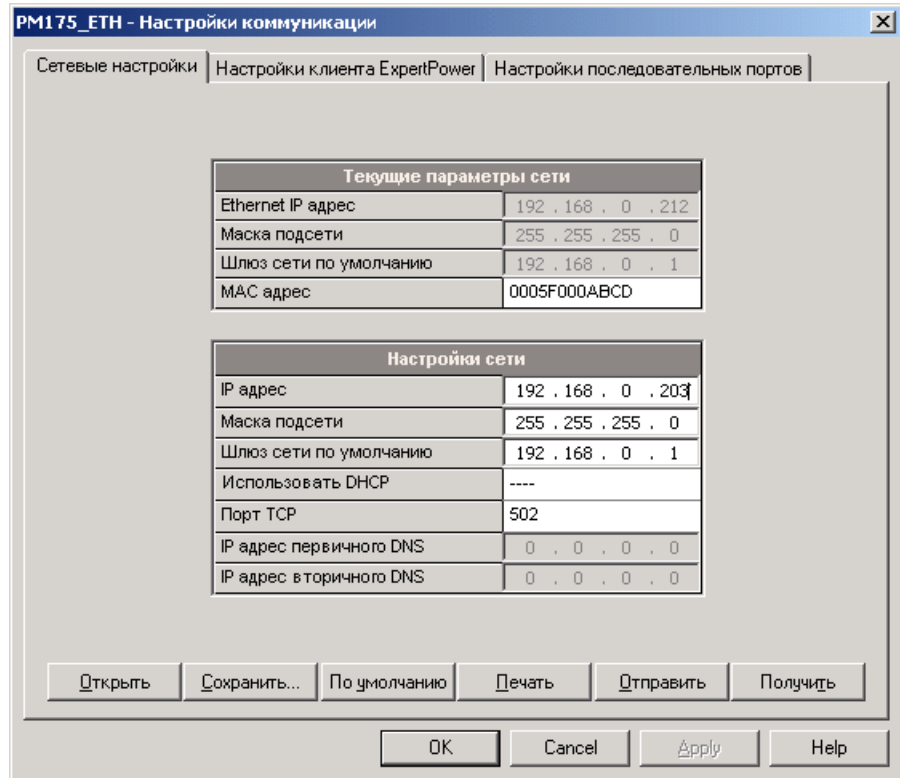 PM175_ETH - Настройки коммуникации
Сетевые настройки Настройки клиента ExpertPower Настройки последовательных портов
Текущие параметры сети
Ethernet IP адрес 192 . 168 . 0 . 212
Маска подсети 255 . 255 . 255 . 0
Шлюз сети по умолчанию 192 . 168 . 0 . 1
MAC адрес 0005F000ABCD
Настройки сети
IP адрес 192 . 168 . 0 . 203
Маска подсети 255 . 255 . 255 . 0
Шлюз сети по умолчанию 192 . 168 . 0 . 1
Использовать DHCP ----
Порт TCP 502
IP адрес первичного DNS 0 . 0 . 0 . 0
IP адрес вторичного DNS 0 . 0 . 0 . 0
Открыть Сохранить... По умолчанию Печать Отправить Получить
OK Cancel Apply Help